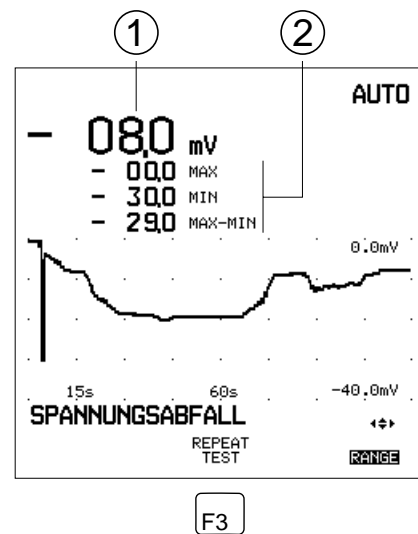 1 2
AUTO
- 08,0 mV
- 00,0 MAX
- 30,0 MIN
- 29,0 MAX-MIN
0.0mV
15s 60s -40.0mV
SPANNUNGSABFALL
REPEAT
TEST
RANGE
F3